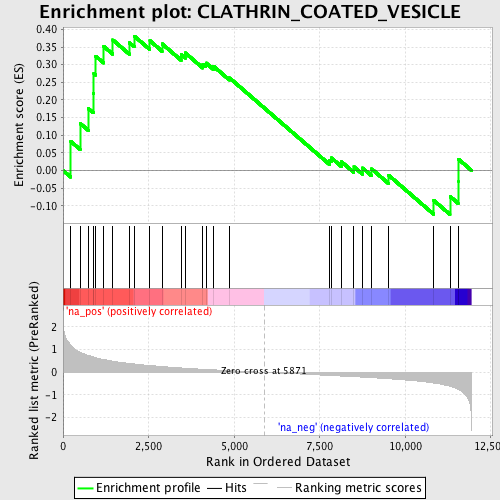 Enrichment plot: CLATHRIN_COATED_VESICLE
Enrichment score (ES)
0.40
0.35
0.30
0.25
0.20
0.15
0.10
0.05
0.00
-0.05
-0.10
'na_pos' (positively correlated)
Ranked list metric (PreRanked)
2
1
0
-1
-2
Zero cross at 5871
'na_neg' (negatively correlated)
0 2,500 5,000 7,500 10,000 12,500
Rank in Ordered Dataset
Enrichment profile Hits Ranking metric scores